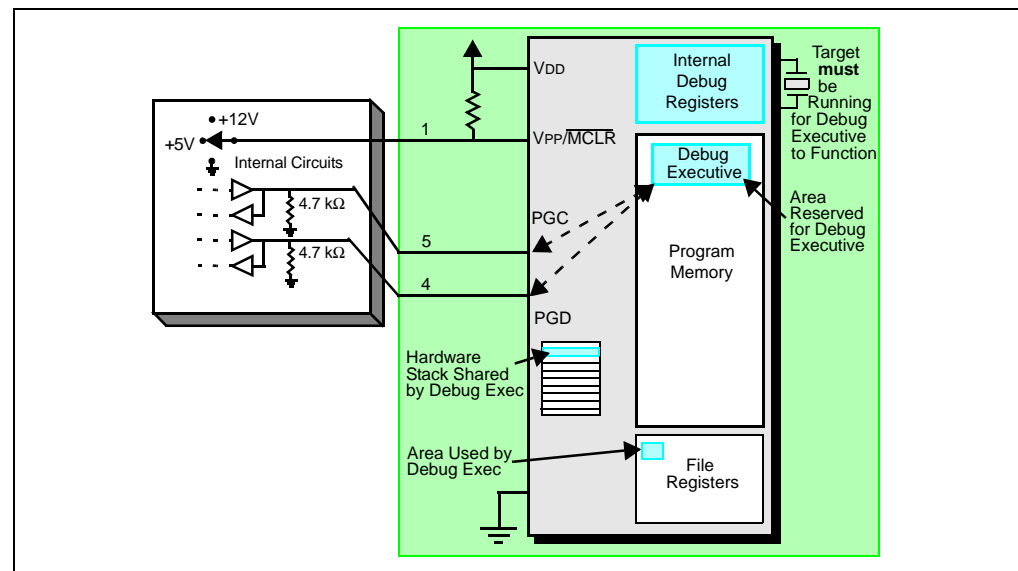 +12V
+5V
Internal Circuits
4.7 kΩ
4.7 kΩ
1
5
4
VDD
VPP/MCLR
PGC
PGD
Internal
Debug
Registers
Debug
Executive
Program
Memory
File
Registers
Hardware
Stack Shared
by Debug Exec
Area Used by
Debug Exec
Target
must
be
Running
for Debug
Executive
to Function
Area
Reserved
for Debug
Executive